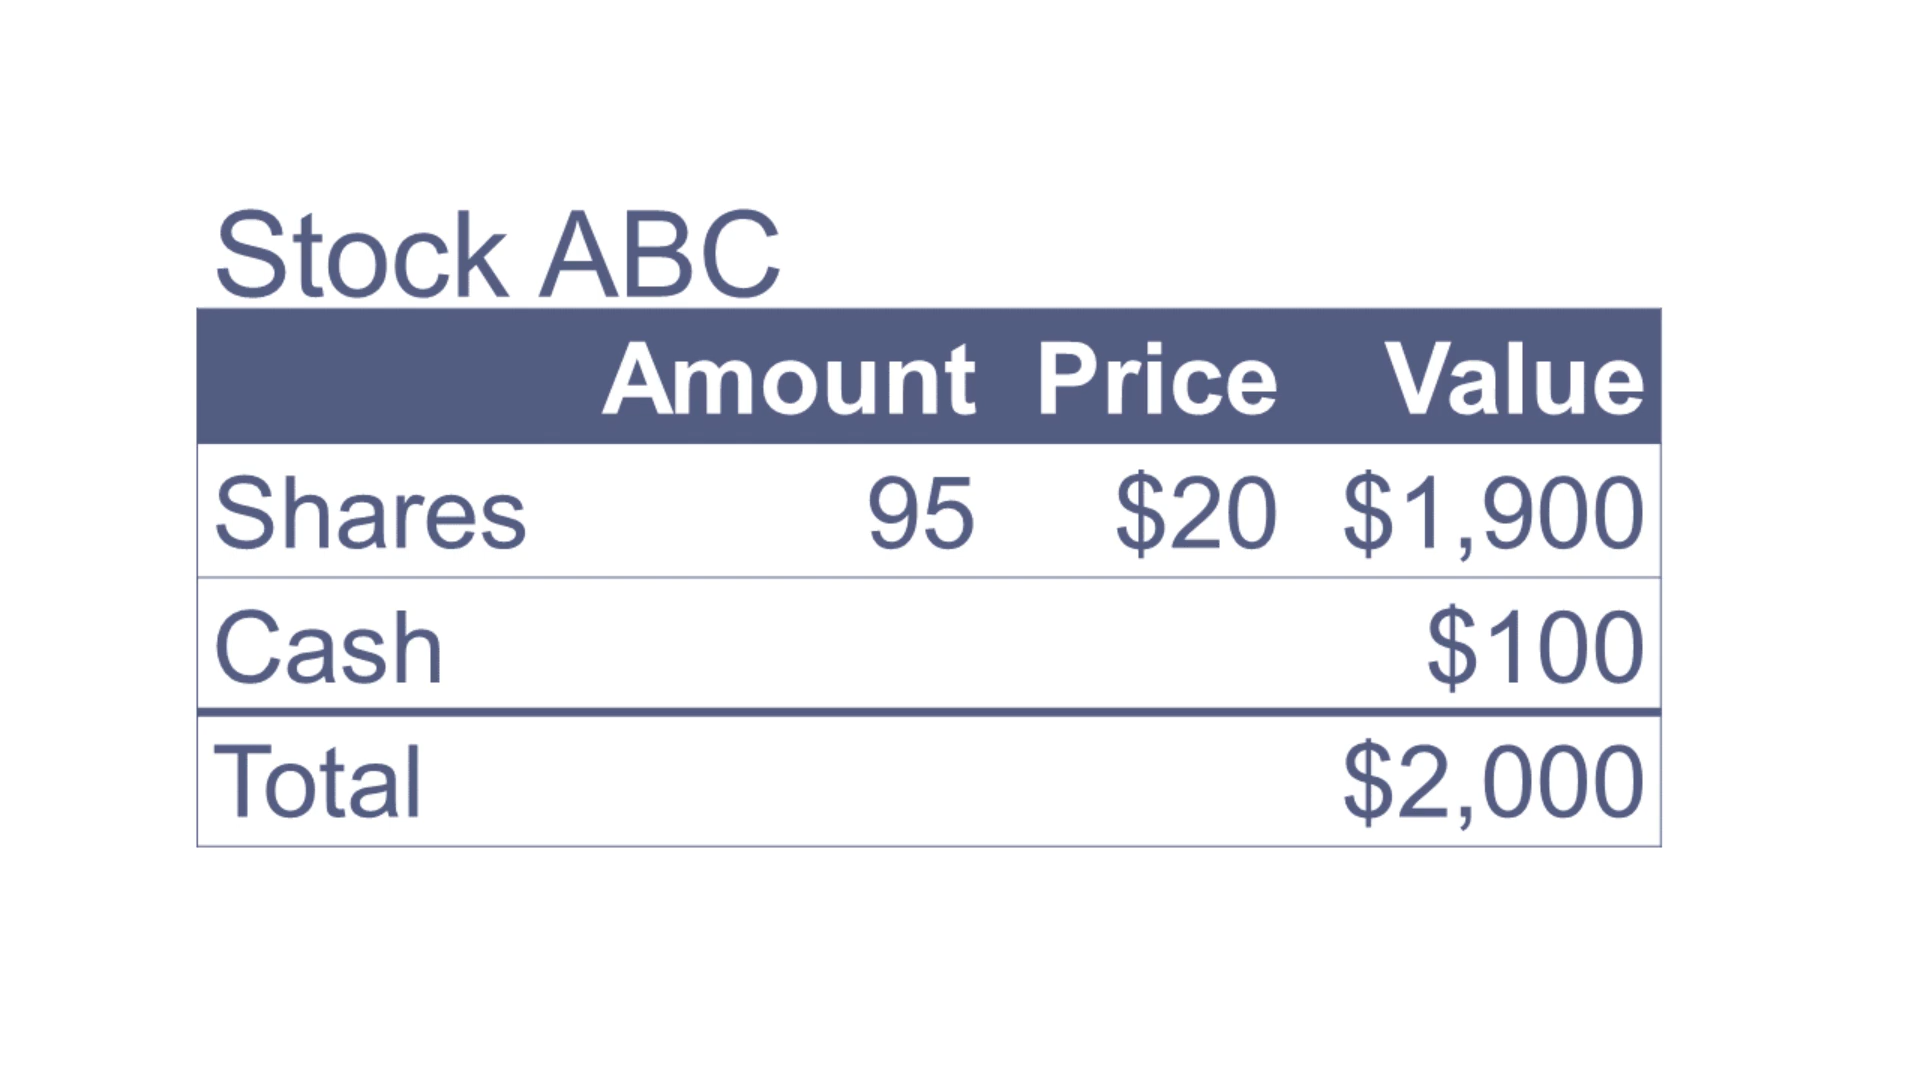 Stock ABC
Amount Price Value
Shares 95 $20 $1,900
Cash $100
Total $2,000